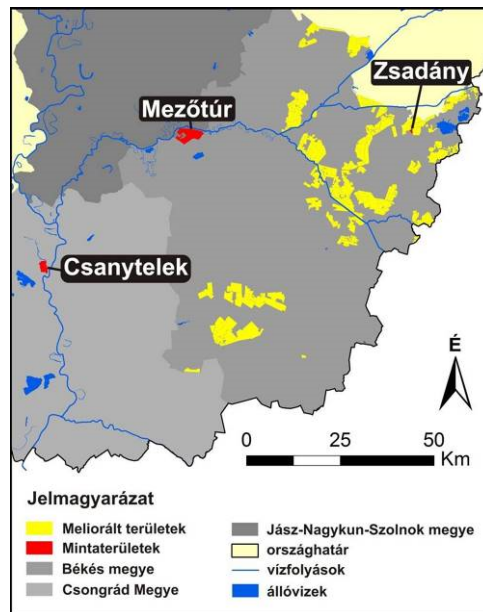 Zsadány
Mezőtúr
Csanytelek
É
0 25 50
Km
Jelmagyarázat
Meliorált területek
Mintaterületek
Békés megye
Csongrád Megye
Jász-Nagykun-Szolnok megye
országhatár
vízfolyások
állóvizek